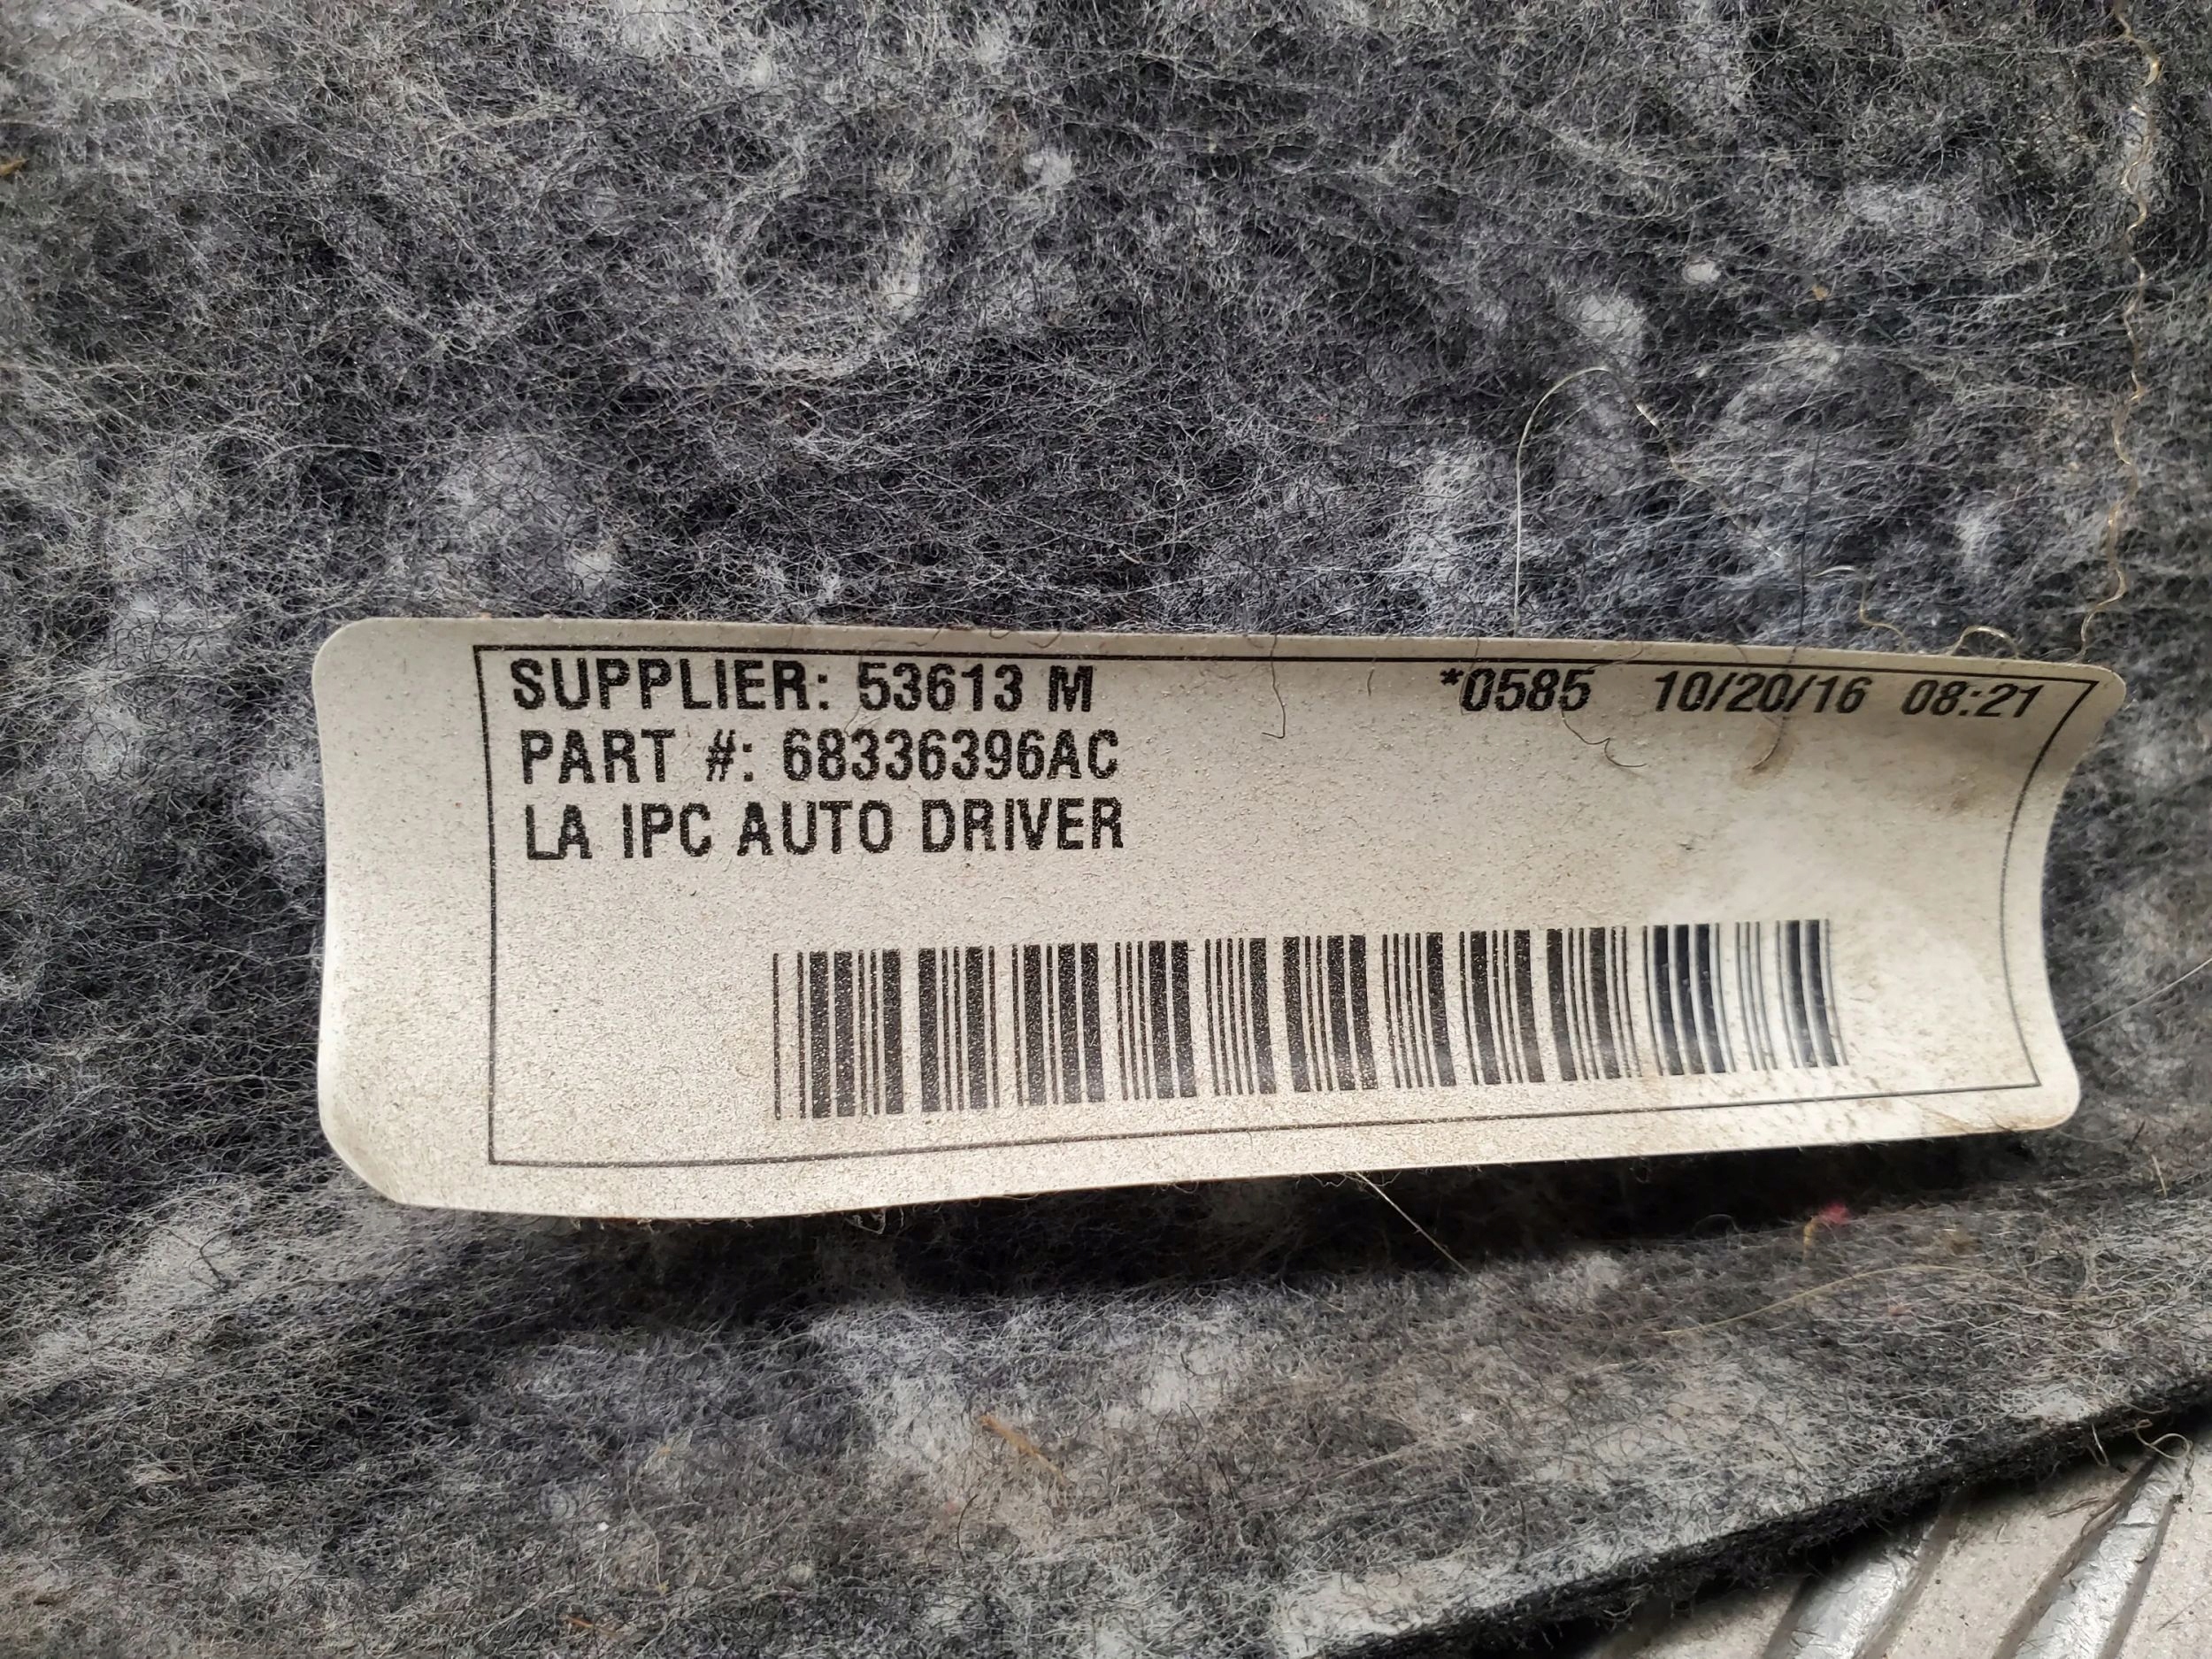 SUPPLIER: 53613 M *0585 10/20/16 08:21
PART #: 68336396AC
LA IPC AUTO DRIVER